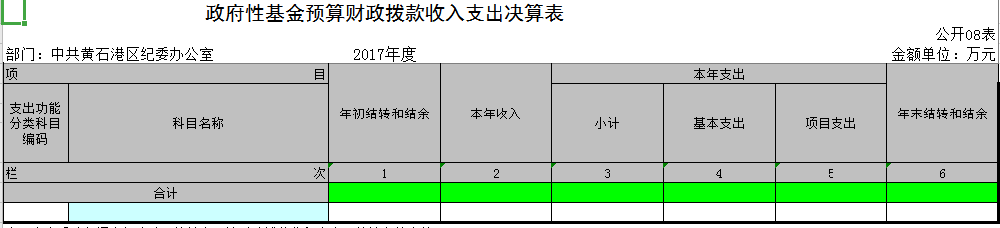 政府性基金预算财政拨款收入支出决算表
公开08表
部门：中共黄石港区纪委办公室 2017年度 金额单位：万元
项 目 年初结转和结余 本年收入 本年支出 年末结转和结余
支出功能分类科目编码 科目名称 小计 基本支出 项目支出
栏 次 1 2 3 4 5 6
合计